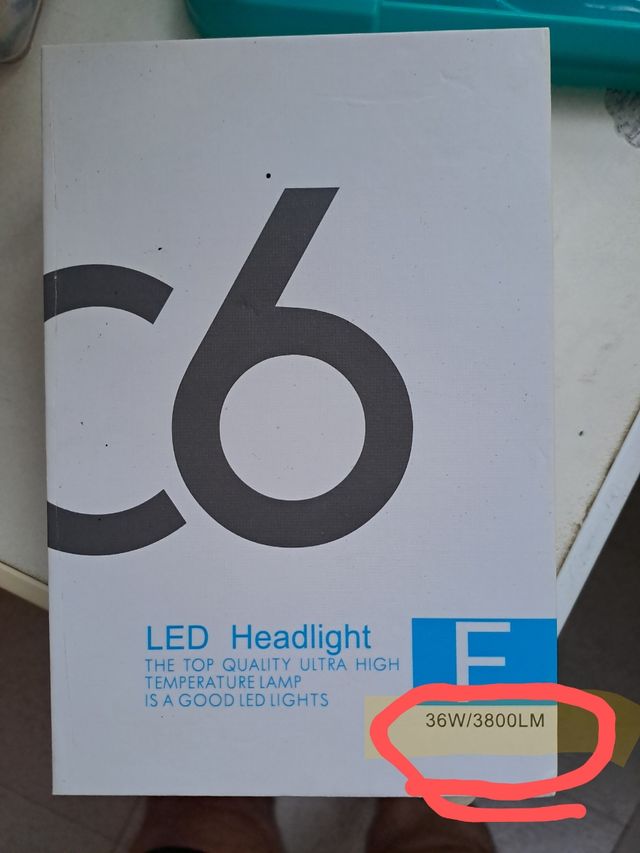 C6
LED Headlight
THE TOP QUALITY ULTRA HIGH
TEMPERATURE LAMP
IS A GOOD LED LIGHTS
F
36W/3800LM